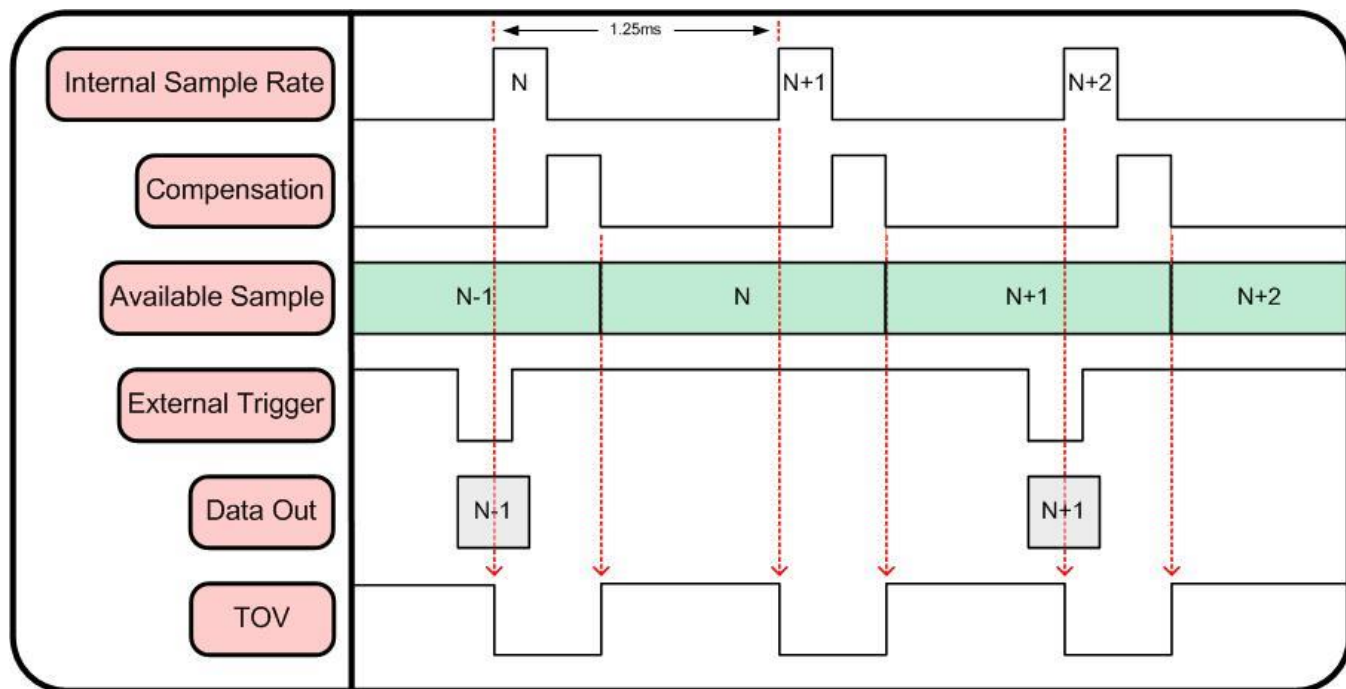 1.25ms
Internal Sample Rate
N
N+1
N+2
Compensation
Available Sample
N-1
N
N+1
N+2
External Trigger
Data Out
N-1
N+1
TOV